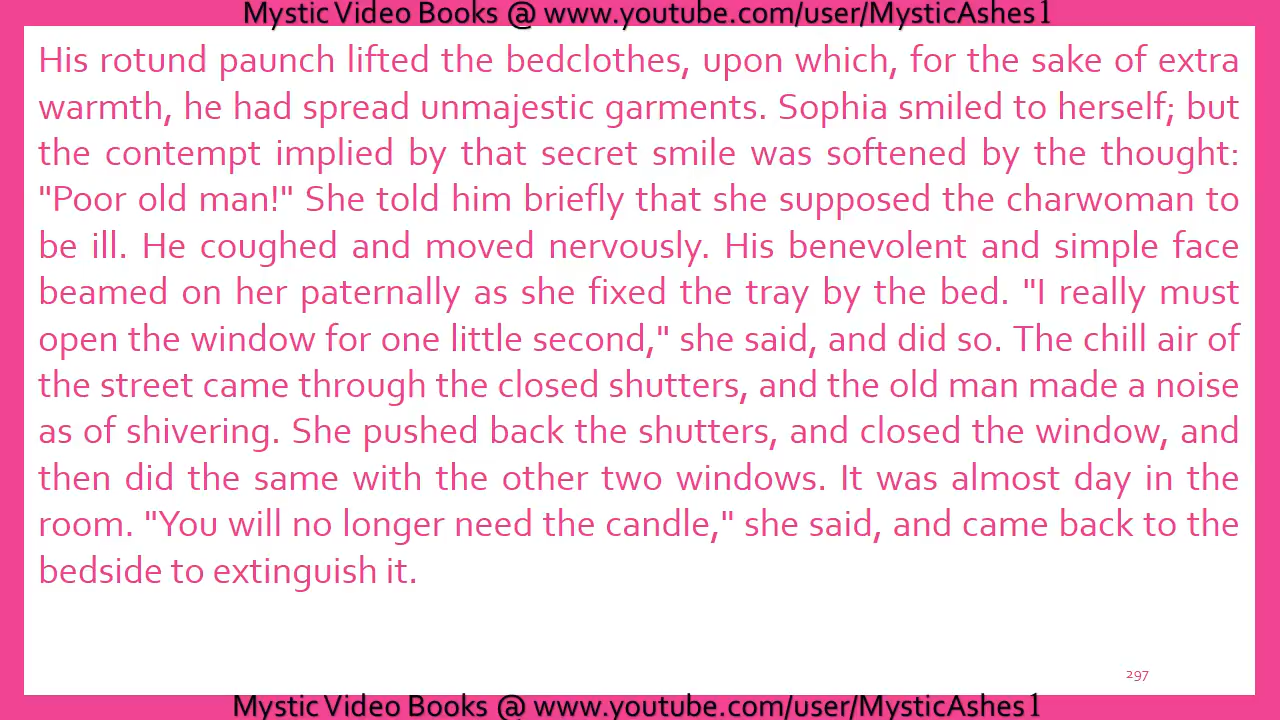 Mystic Video Books @ www.youtube.com/user/MysticAshes1
His rotund paunch lifted the bedclothes, upon which, for the sake of extra
warmth, he had spread unmajestic garments. Sophia smiled to herself; but
the contempt implied by that secret smile was softened by the thought:
"Poor old man!" She told him briefly that she supposed the charwoman to
be ill. He coughed and moved nervously. His benevolent and simple face
beamed on her paternally as she fixed the tray by the bed. "I really must
open the window for one little second," she said, and did so. The chill air of
the street came through the closed shutters, and the old man made a noise
as of shivering. She pushed back the shutters, and closed the window, and
then did the same with the other two windows. It was almost day in the
room. "You will no longer need the candle," she said, and came back to the
bedside to extinguish it.
297
Mystic Video Books @ www.youtube.com/user/MysticAshes1